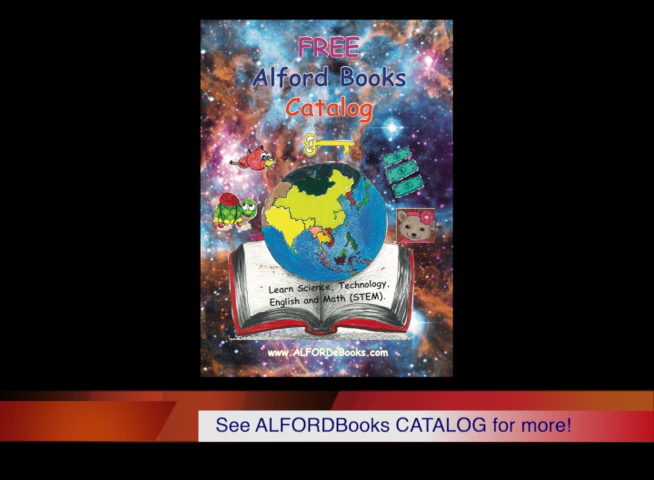 FREE
Alford Books
Catalog
Learn Science, Technology,
English and Math (STEM).
www.ALFORDeBooks.com
See ALFORDBooks CATALOG for more!